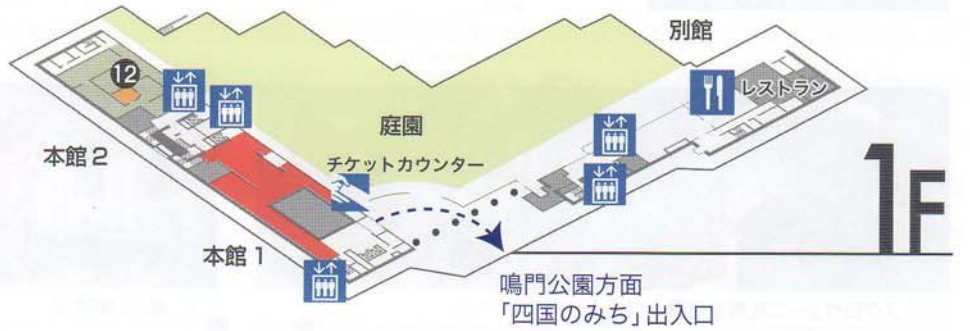 別館
⓬
レストラン
庭園
チケットカウンター
本館2
本館1
1F
鳴門公園方面
「四国のみち」出入口